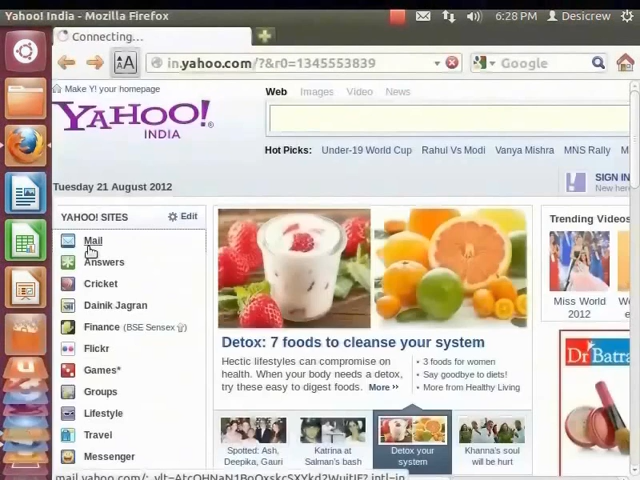 Yahoo! India - Mozilla Firefox
6:28 PM
Desicrew
Connecting...
in.yahoo.com/?&r0=1345553839
Google
Make Y! your homepage
YAHOO!
INDIA
Web Images Video News
Hot Picks: Under-19 World Cup Rahul Vs Modi Vanya Mishra MNS Rally
Tuesday 21 August 2012
SIGN IN
New here
YAHOO! SITES
Edit
Mail
Answers
Cricket
Dainik Jagran
Finance (BSE Sensex)
Flickr
Games*
Groups
Lifestyle
Travel
Messenger
Detox: 7 foods to cleanse your system
Hectic lifestyles can compromise on
health. When your body needs a detox,
try these easy to digest foods. More ››
• 3 foods for women
• Say goodbye to diets!
• More from Healthy Living
Spotted: Ash,
Deepika, Gauri
Katrina at
Salman's bash
Detox your
system
Khanna's soul
will be hurt
Trending Videos
Miss World
2012
Dr Batra